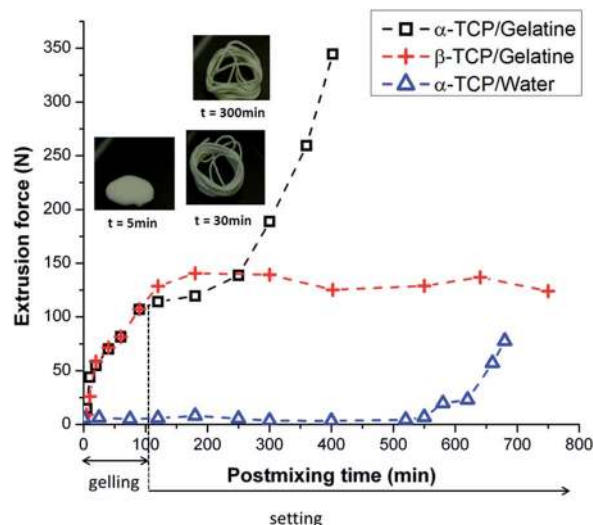 α-TCP/Gelatine
β-TCP/Gelatine
α-TCP/Water
350
300
250
200
150
100
50
0
Extrusion force (N)
t = 300min
t = 5min
t = 30min
0 100 200 300 400 500 600 700 800
Postmixing time (min)
gelling
setting